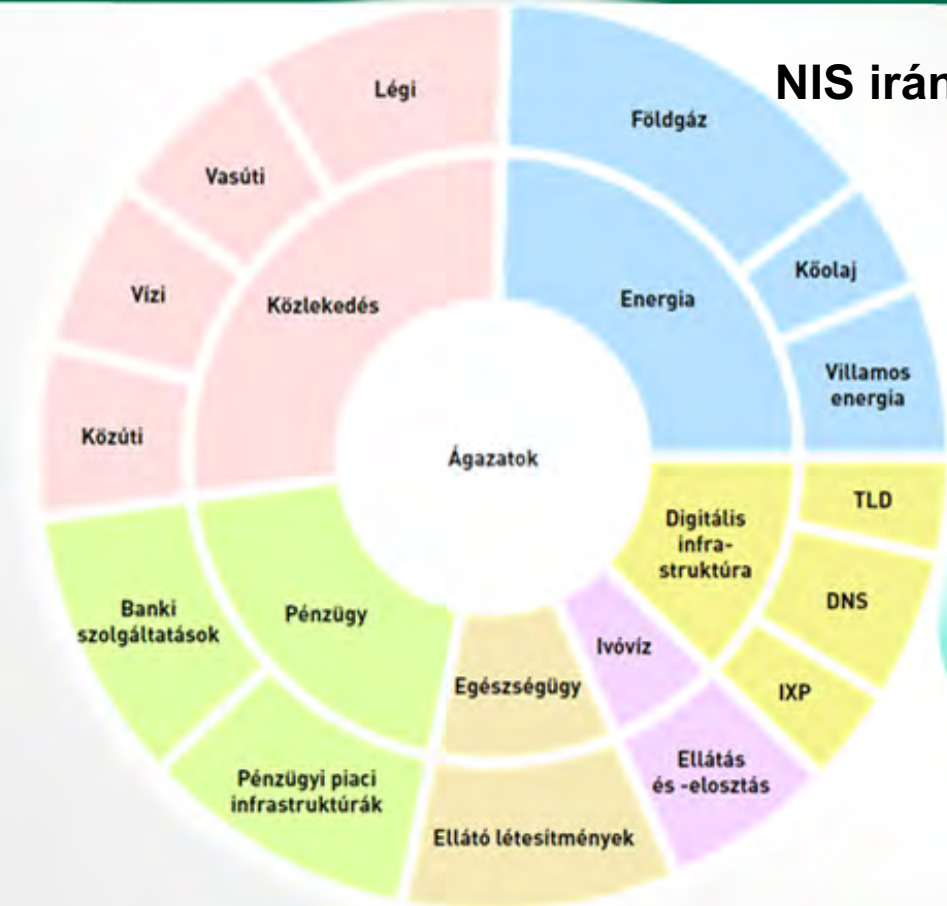 NIS irán
Légi
Földgáz
Vasúti
Kőolaj
Vízi
Közlekedés
Energia
Villamos
energia
Közúti
Ágazatok
TLD
Digitális
infra-
struktúra
DNS
Banki
szolgáltatások
Pénzügy
Ivóvíz
IXP
Egészségügy
Ellátás
és -elosztás
Pénzügyi piaci
infrastruktúrák
Ellátó létesítmények